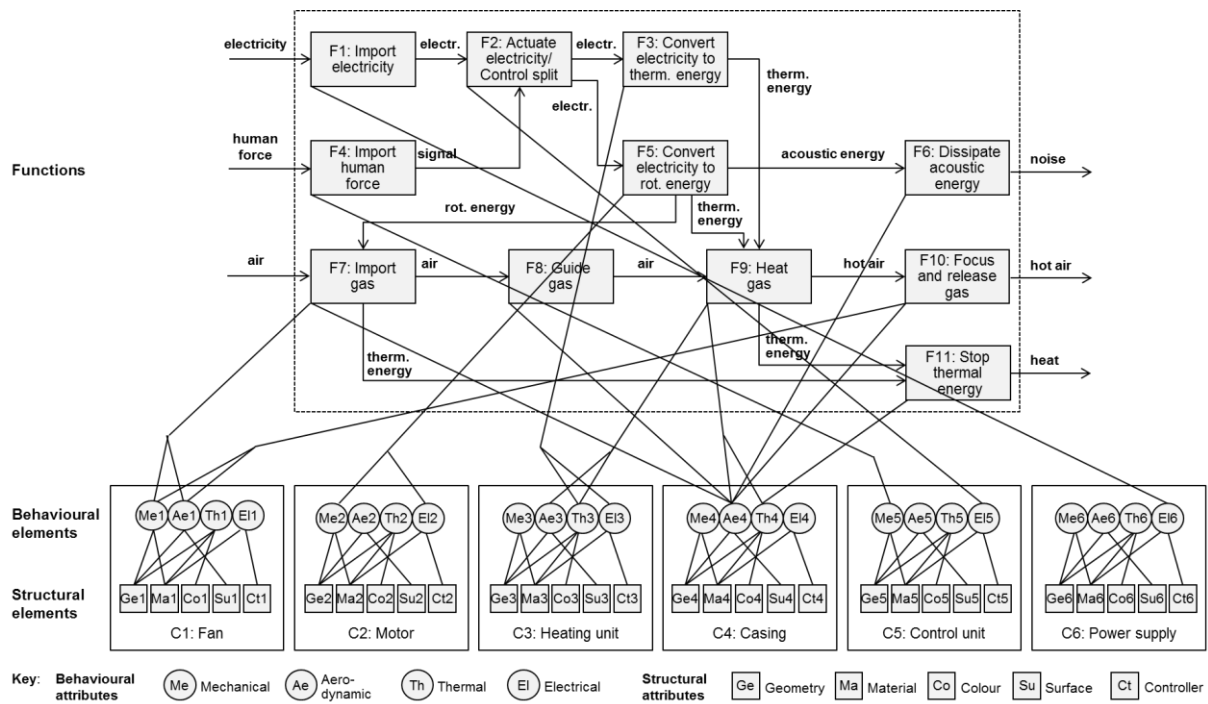 electricity
F1: Import
electricity
electr.
F2: Actuate
electricity/
Control split
electr.
F3: Convert
electricity to
therm. energy
therm.
energy
electr.
human
force
F4: Import
human
force
signal
F5: Convert
electricity to
rot. energy
acoustic energy
F6: Dissipate
acoustic
energy
noise
Functions
rot. energy
therm.
energy
air
F7: Import
gas
air
F8: Guide
gas
air
F9: Heat
gas
hot air
F10: Focus
and release
gas
hot air
therm.
energy
therm.
energy
F11: Stop
thermal
energy
heat
Behavioural
elements
Me1 Ae1 Th1 El1
Me2 Ae2 Th2 El2
Me3 Ae3 Th3 El3
Me4 Ae4 Th4 El4
Me5 Ae5 Th5 El5
Me6 Ae6 Th6 El6
Structural
elements
Ge1 Ma1 Co1 Su1 Ct1
Ge2 Ma2 Co2 Su2 Ct2
Ge3 Ma3 Co3 Su3 Ct3
Ge4 Ma4 Co4 Su4 Ct4
Ge5 Ma5 Co5 Su5 Ct5
Ge6 Ma6 Co6 Su6 Ct6
C1: Fan
C2: Motor
C3: Heating unit
C4: Casing
C5: Control unit
C6: Power supply
Key:
Behavioural
attributes
Me Mechanical
Ae Aero-
dynamic
Th Thermal
El Electrical
Structural
attributes
Ge Geometry
Ma Material
Co Colour
Su Surface
Ct Controller